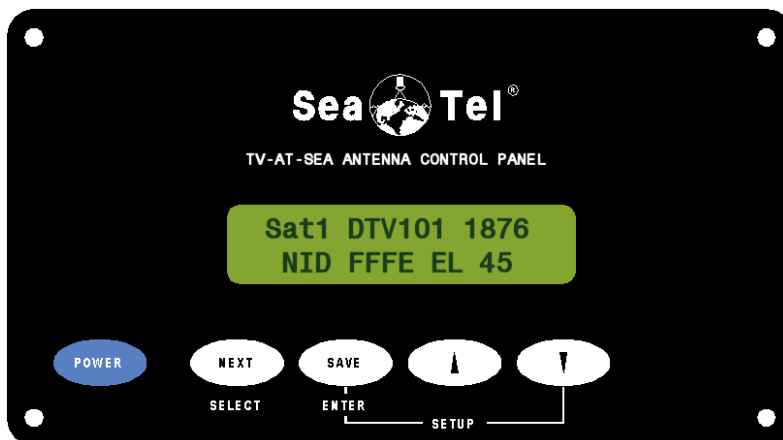 Sea Tel®
TV-AT-SEA ANTENNA CONTROL PANEL
Sat1 DTV101 1876
NID FFFE EL 45
POWER
NEXT
SAVE
SELECT
ENTER
SETUP